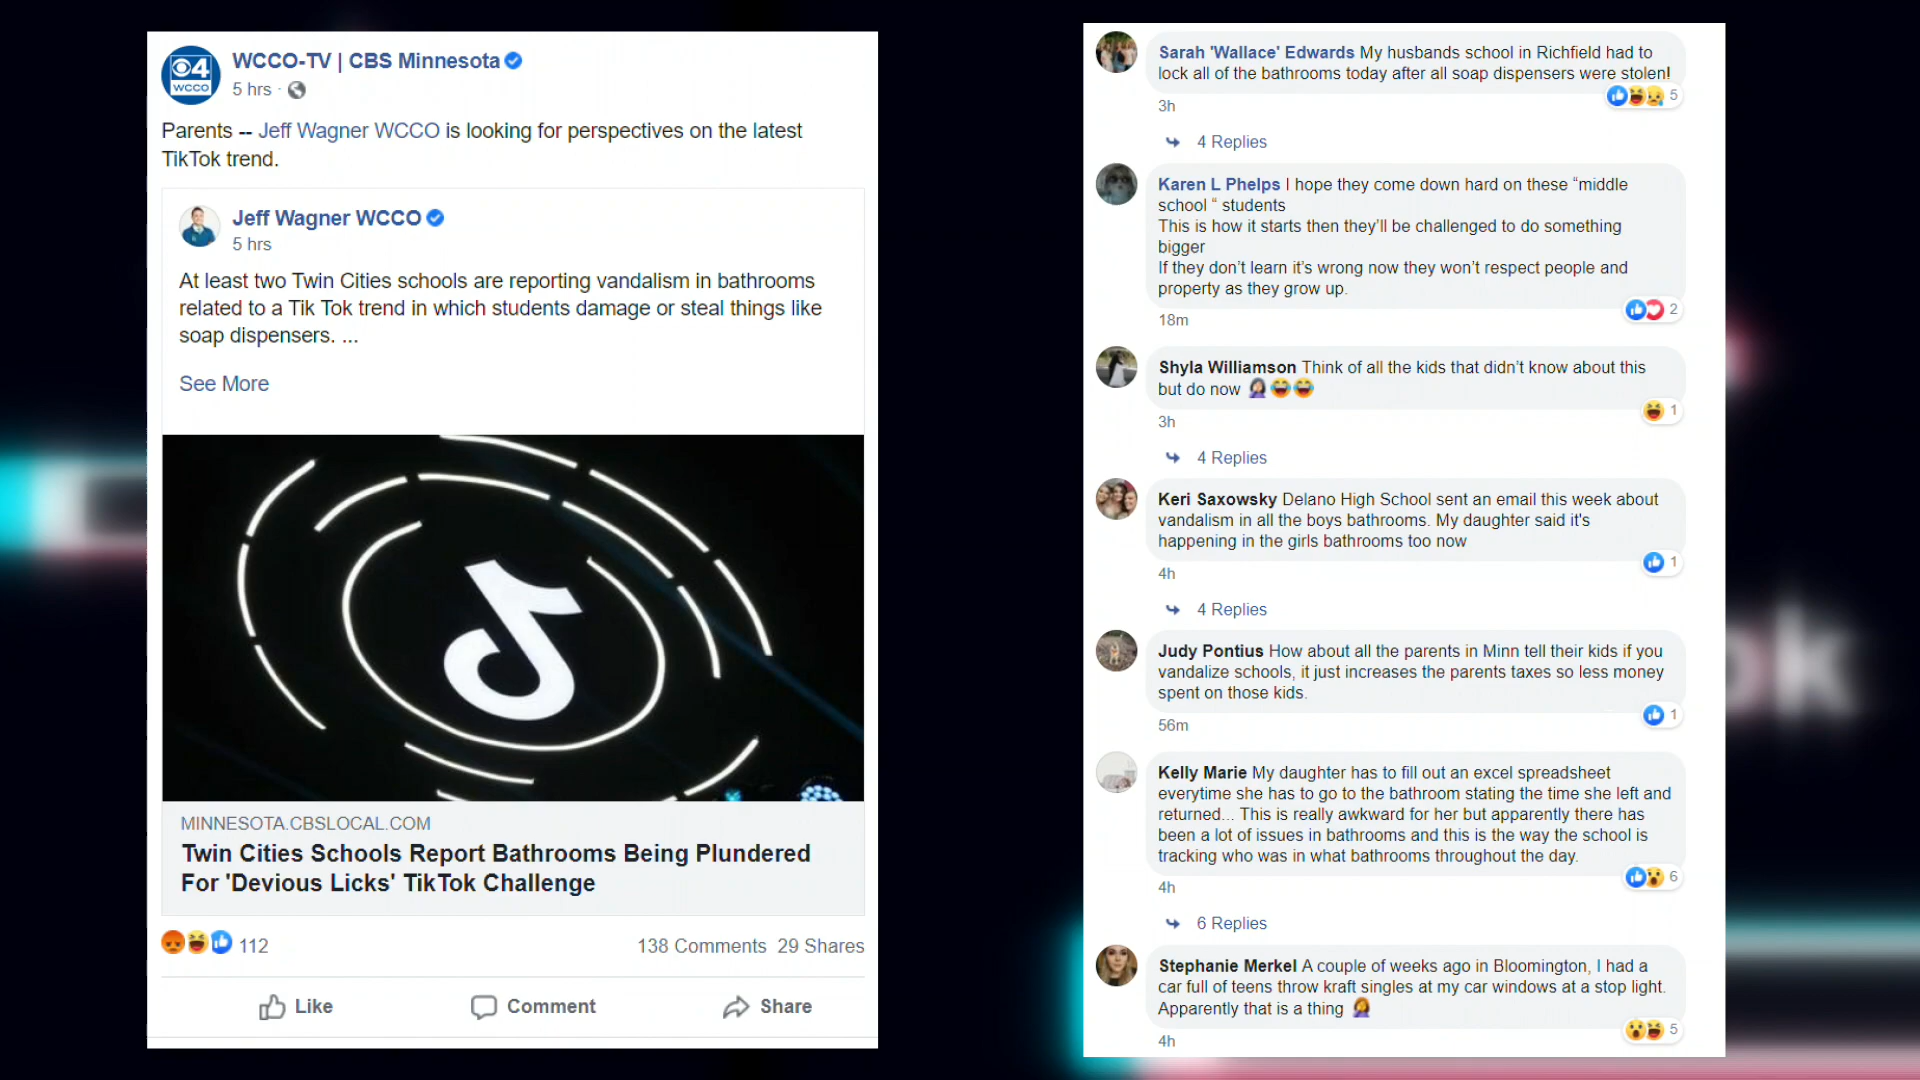 4
WCCO
WCCO-TV | CBS Minnesota
5 hrs ·
Parents -- Jeff Wagner WCCO is looking for perspectives on the latest
TikTok trend.
Jeff Wagner WCCO
5 hrs
At least two Twin Cities schools are reporting vandalism in bathrooms
related to a Tik Tok trend in which students damage or steal things like
soap dispensers. ...
See More
MINNESOTA.CBSLOCAL.COM
Twin Cities Schools Report Bathrooms Being Plundered
For 'Devious Licks' TikTok Challenge
112
138 Comments 29 Shares
Like Comment Share
Sarah 'Wallace' Edwards My husbands school in Richfield had to
lock all of the bathrooms today after all soap dispensers were stolen!
5
3h
4 Replies
Karen L Phelps I hope they come down hard on these “middle
school “ students
This is how it starts then they’ll be challenged to do something
bigger
If they don’t learn it’s wrong now they won’t respect people and
property as they grow up.
2
18m
Shyla Williamson Think of all the kids that didn’t know about this
but do now 🤦‍♀️😂😂
1
3h
4 Replies
Keri Saxowsky Delano High School sent an email this week about
vandalism in all the boys bathrooms. My daughter said it's
happening in the girls bathrooms too now
1
4h
4 Replies
Judy Pontius How about all the parents in Minn tell their kids if you
vandalize schools, it just increases the parents taxes so less money
spent on those kids.
1
56m
Kelly Marie My daughter has to fill out an excel spreadsheet
everytime she has to go to the bathroom stating the time she left and
returned... This is really awkward for her but apparently there has
been a lot of issues in bathrooms and this is the way the school is
tracking who was in what bathrooms throughout the day.
6
4h
6 Replies
Stephanie Merkel A couple of weeks ago in Bloomington, I had a
car full of teens throw kraft singles at my car windows at a stop light.
Apparently that is a thing 🤦‍♀️
5
4h
ok